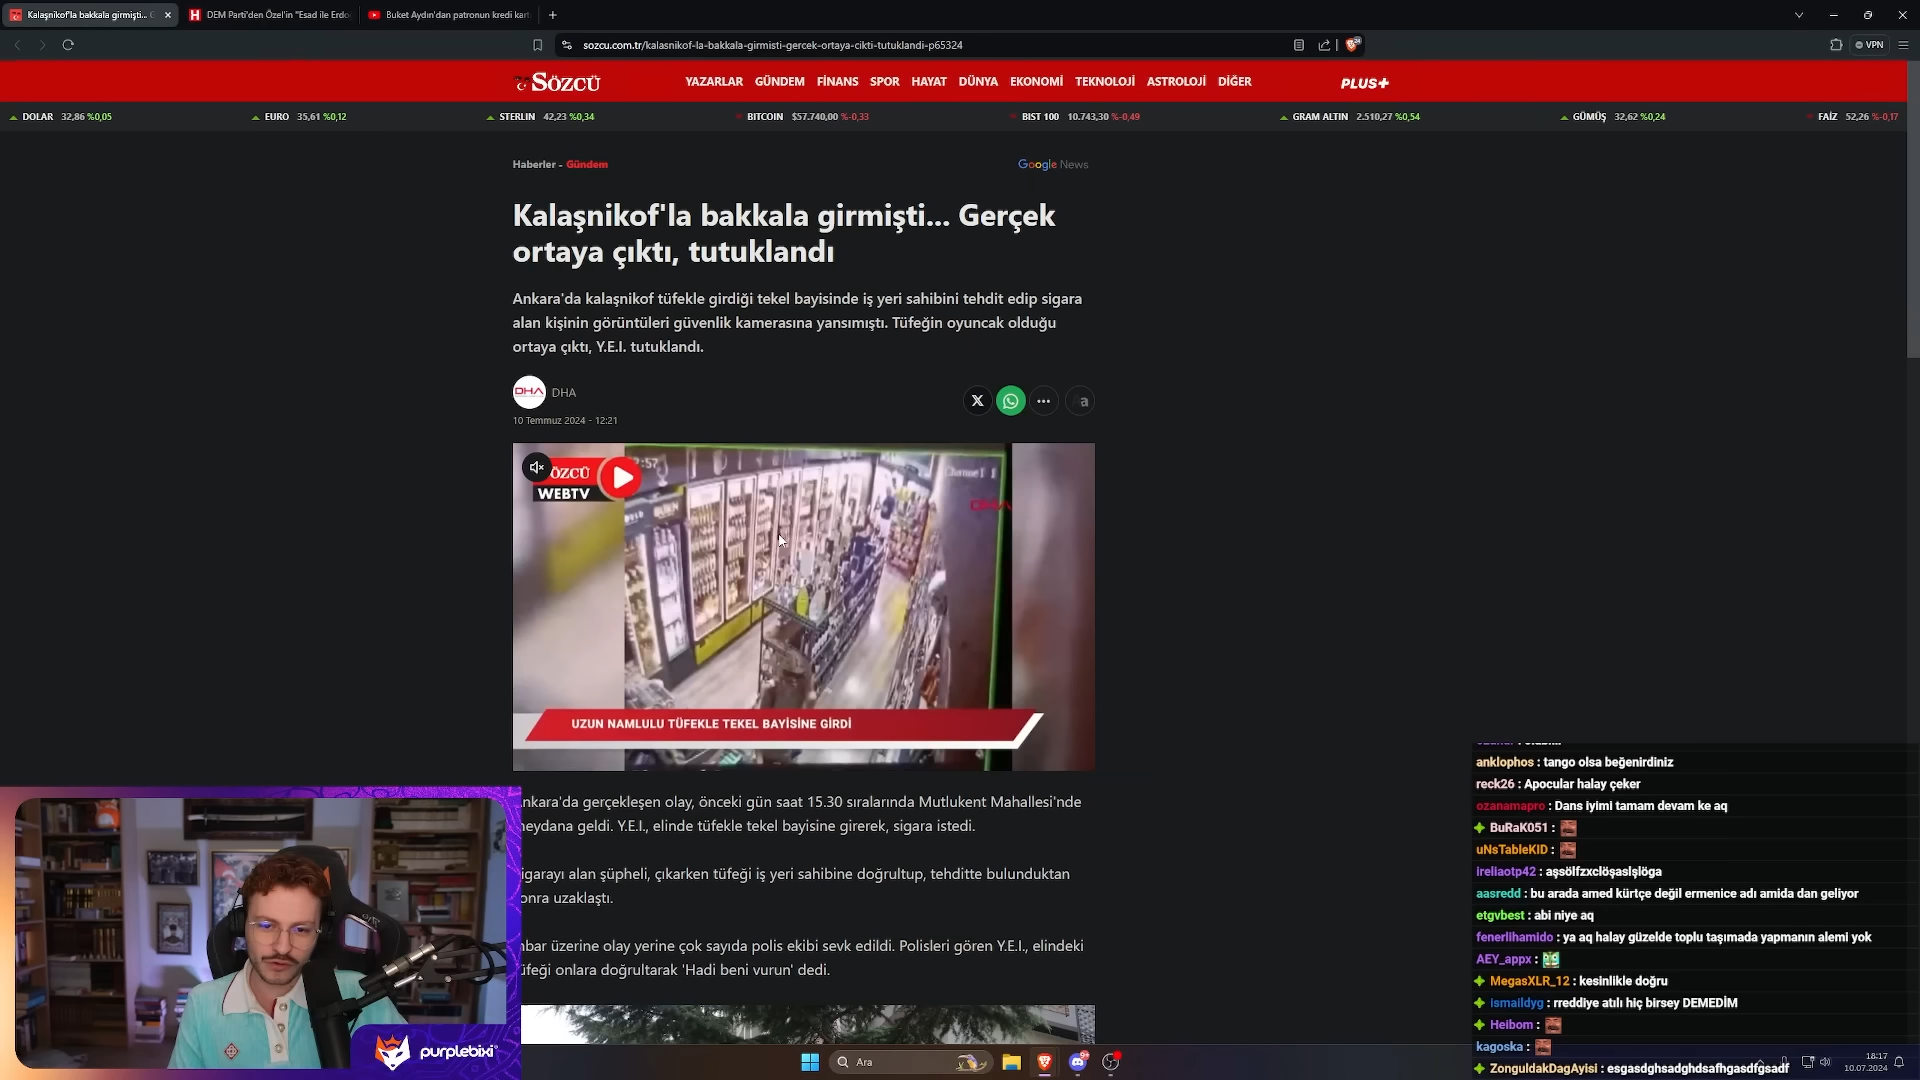 Kalaşnikof'la bakkala girmişti...
DEM Parti'den Özel'in "Esad ile Erdo
Buket Aydın'dan patronun kredi kart
sozcu.com.tr/kalasnikof-la-bakkala-girmisti-gercek-ortaya-cikti-tutuklandi-p65324
VPN
SÖZCÜ
YAZARLAR GÜNDEM FİNANS SPOR HAYAT DÜNYA EKONOMİ TEKNOLOJİ ASTROLOJİ DİĞER
PLUS+
DOLAR 32,86 %0,05
EURO 35,61 %0,12
STERLIN 42,23 %0,34
BITCOIN $57.740,00 %-0,33
BIST 100 10.743,30 %-0,49
GRAM ALTIN 2.510,27 %0,54
GÜMÜŞ 32,62 %0,24
FAİZ 52,26 %-0,17
Haberler - Gündem
Google News
Kalaşnikof'la bakkala girmişti... Gerçek
ortaya çıktı, tutuklandı
Ankara'da kalaşnikof tüfekle girdiği tekel bayisinde iş yeri sahibini tehdit edip sigara
alan kişinin görüntüleri güvenlik kamerasına yansımıştı. Tüfeğin oyuncak olduğu
ortaya çıktı, Y.E.I. tutuklandı.
DHA
DHA
10 Temmuz 2024 - 12:21
X
a
ÖZCÜ
WEBTV
2:57
Channel 1
DHA
UZUN NAMLULU TÜFEKLE TEKEL BAYİSİNE GİRDİ
nkara'da gerçekleşen olay, önceki gün saat 15.30 sıralarında Mutlukent Mahallesi'nde
meydana geldi. Y.E.I., elinde tüfekle tekel bayisine girerek, sigara istedi.
igarayı alan şüpheli, çıkarken tüfeği iş yeri sahibine doğrultup, tehditte bulunduktan
onra uzaklaştı.
hbar üzerine olay yerine çok sayıda polis ekibi sevk edildi. Polisleri gören Y.E.I., elindeki
üfeği onlara doğrultarak 'Hadi beni vurun' dedi.
anklophos : tango olsa beğenirdiniz
reck26 : Apocular halay çeker
ozanamapro : Dans iyimi tamam devam ke aq
BuRaK051 :
uNsTableKID :
ireliaotp42 : aşsölfzxclöşaslşlöga
aasredd : bu arada amed kürtçe değil ermenice adı amida dan geliyor
etgvbest : abi niye aq
fenerlihamido : ya aq halay güzelde toplu taşımada yapmanın alemi yok
AEY_appx :
MegasXLR_12 : kesinlikle doğru
ismaildyg : rreddiye atılı hiç birsey DEMEDİM
Heibom :
kagoska :
ZonguldakDagAyisi : esgasdghsadghdsafhgasdfgsadf
purplebixi
Ara
18:17
10.07.2024